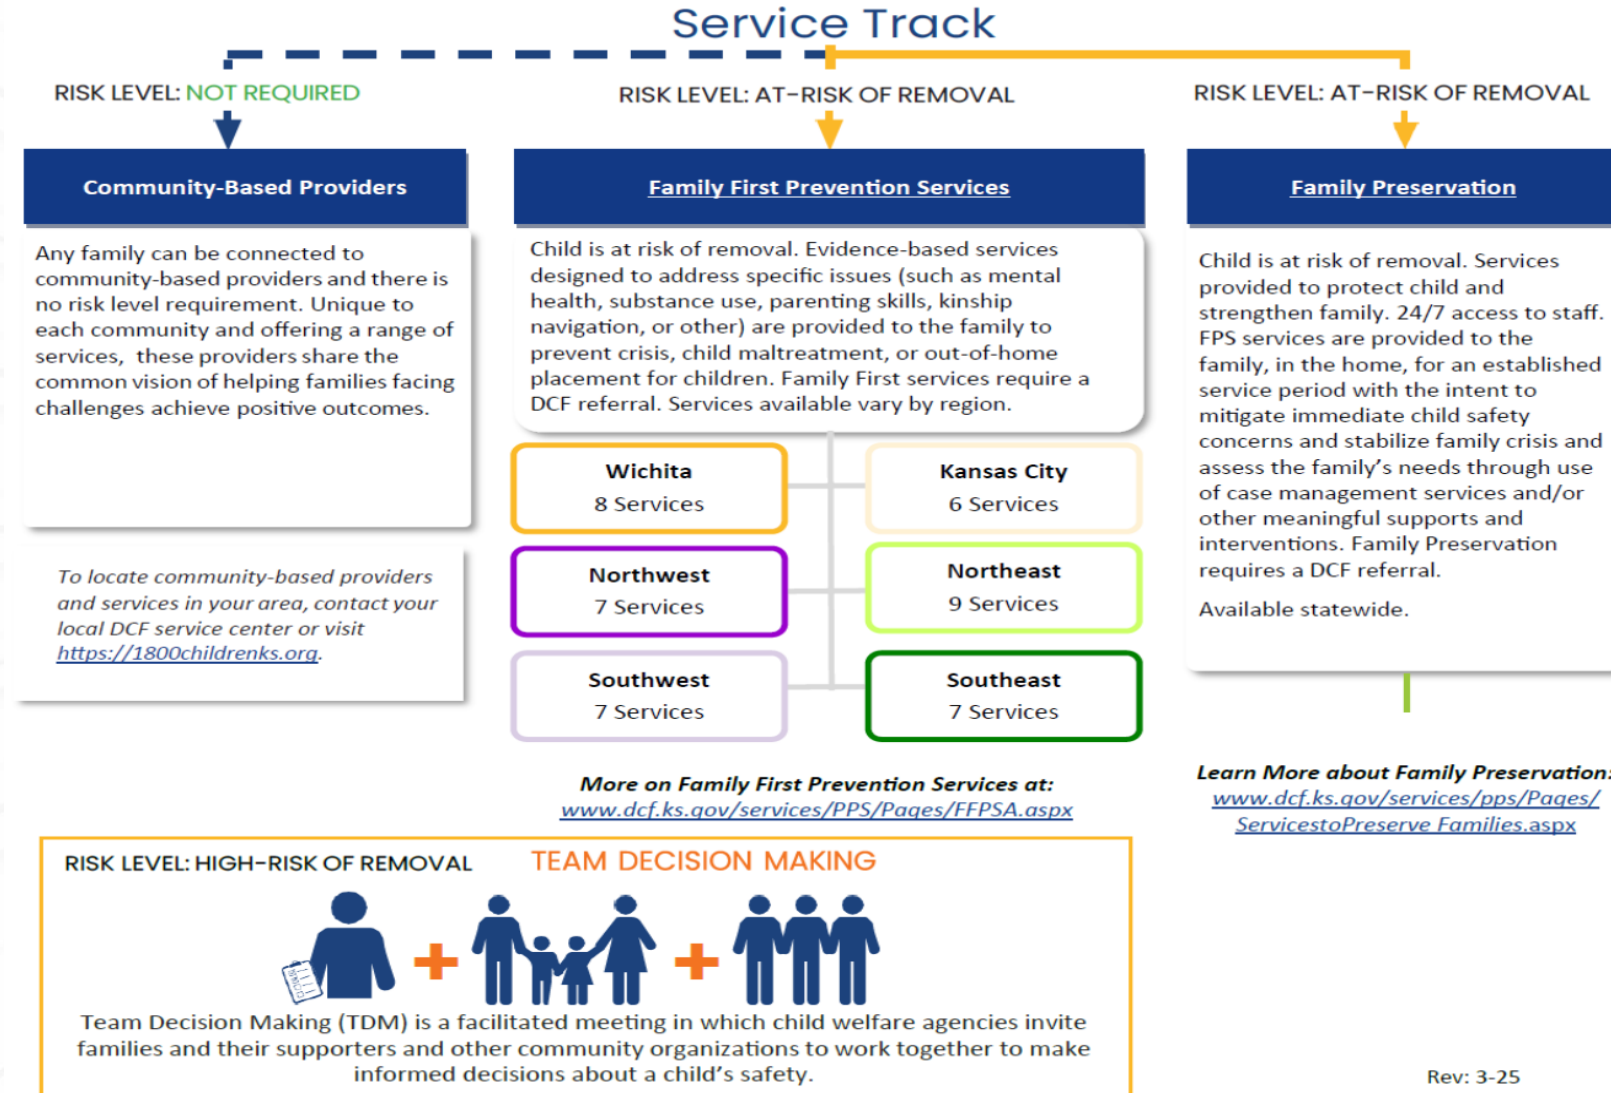 Service Track
RISK LEVEL: NOT REQUIRED
Community-Based Providers
Any family can be connected to
community-based providers and there is
no risk level requirement. Unique to
each community and offering a range of
services, these providers share the
common vision of helping families facing
challenges achieve positive outcomes.
To locate community-based providers
and services in your area, contact your
local DCF service center or visit
https://1800childrenks.org.
RISK LEVEL: AT-RISK OF REMOVAL
Family First Prevention Services
Child is at risk of removal. Evidence-based services
designed to address specific issues (such as mental
health, substance use, parenting skills, kinship
navigation, or other) are provided to the family to
prevent crisis, child maltreatment, or out-of-home
placement for children. Family First services require a
DCF referral. Services available vary by region.
Wichita
8 Services
Kansas City
6 Services
Northwest
7 Services
Northeast
9 Services
Southwest
7 Services
Southeast
7 Services
More on Family First Prevention Services at:
www.dcf.ks.gov/services/PPS/Pages/FFPSA.aspx
RISK LEVEL: AT-RISK OF REMOVAL
Family Preservation
Child is at risk of removal. Services
provided to protect child and
strengthen family. 24/7 access to staff.
FPS services are provided to the
family, in the home, for an established
service period with the intent to
mitigate immediate child safety
concerns and stabilize family crisis and
assess the family's needs through use
of case management services and/or
other meaningful supports and
interventions. Family Preservation
requires a DCF referral.
Available statewide.
Learn More about Family Preservation:
www.dcf.ks.gov/services/pps/Pages/
ServicestoPreserve Families.aspx
RISK LEVEL: HIGH-RISK OF REMOVAL
TEAM DECISION MAKING
Team Decision Making (TDM) is a facilitated meeting in which child welfare agencies invite
families and their supporters and other community organizations to work together to make
informed decisions about a child's safety.
Rev: 3-25